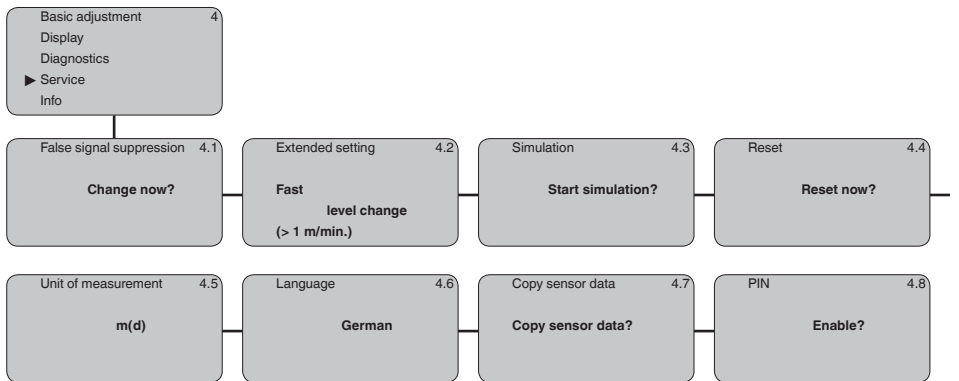 Basic adjustment 4
Display
Diagnostics
▶ Service
Info
False signal suppression 4.1
Change now?
Extended setting 4.2
Fast
level change
(> 1 m/min.)
Simulation 4.3
Start simulation?
Reset 4.4
Reset now?
Unit of measurement 4.5
m(d)
Language 4.6
German
Copy sensor data 4.7
Copy sensor data?
PIN 4.8
Enable?